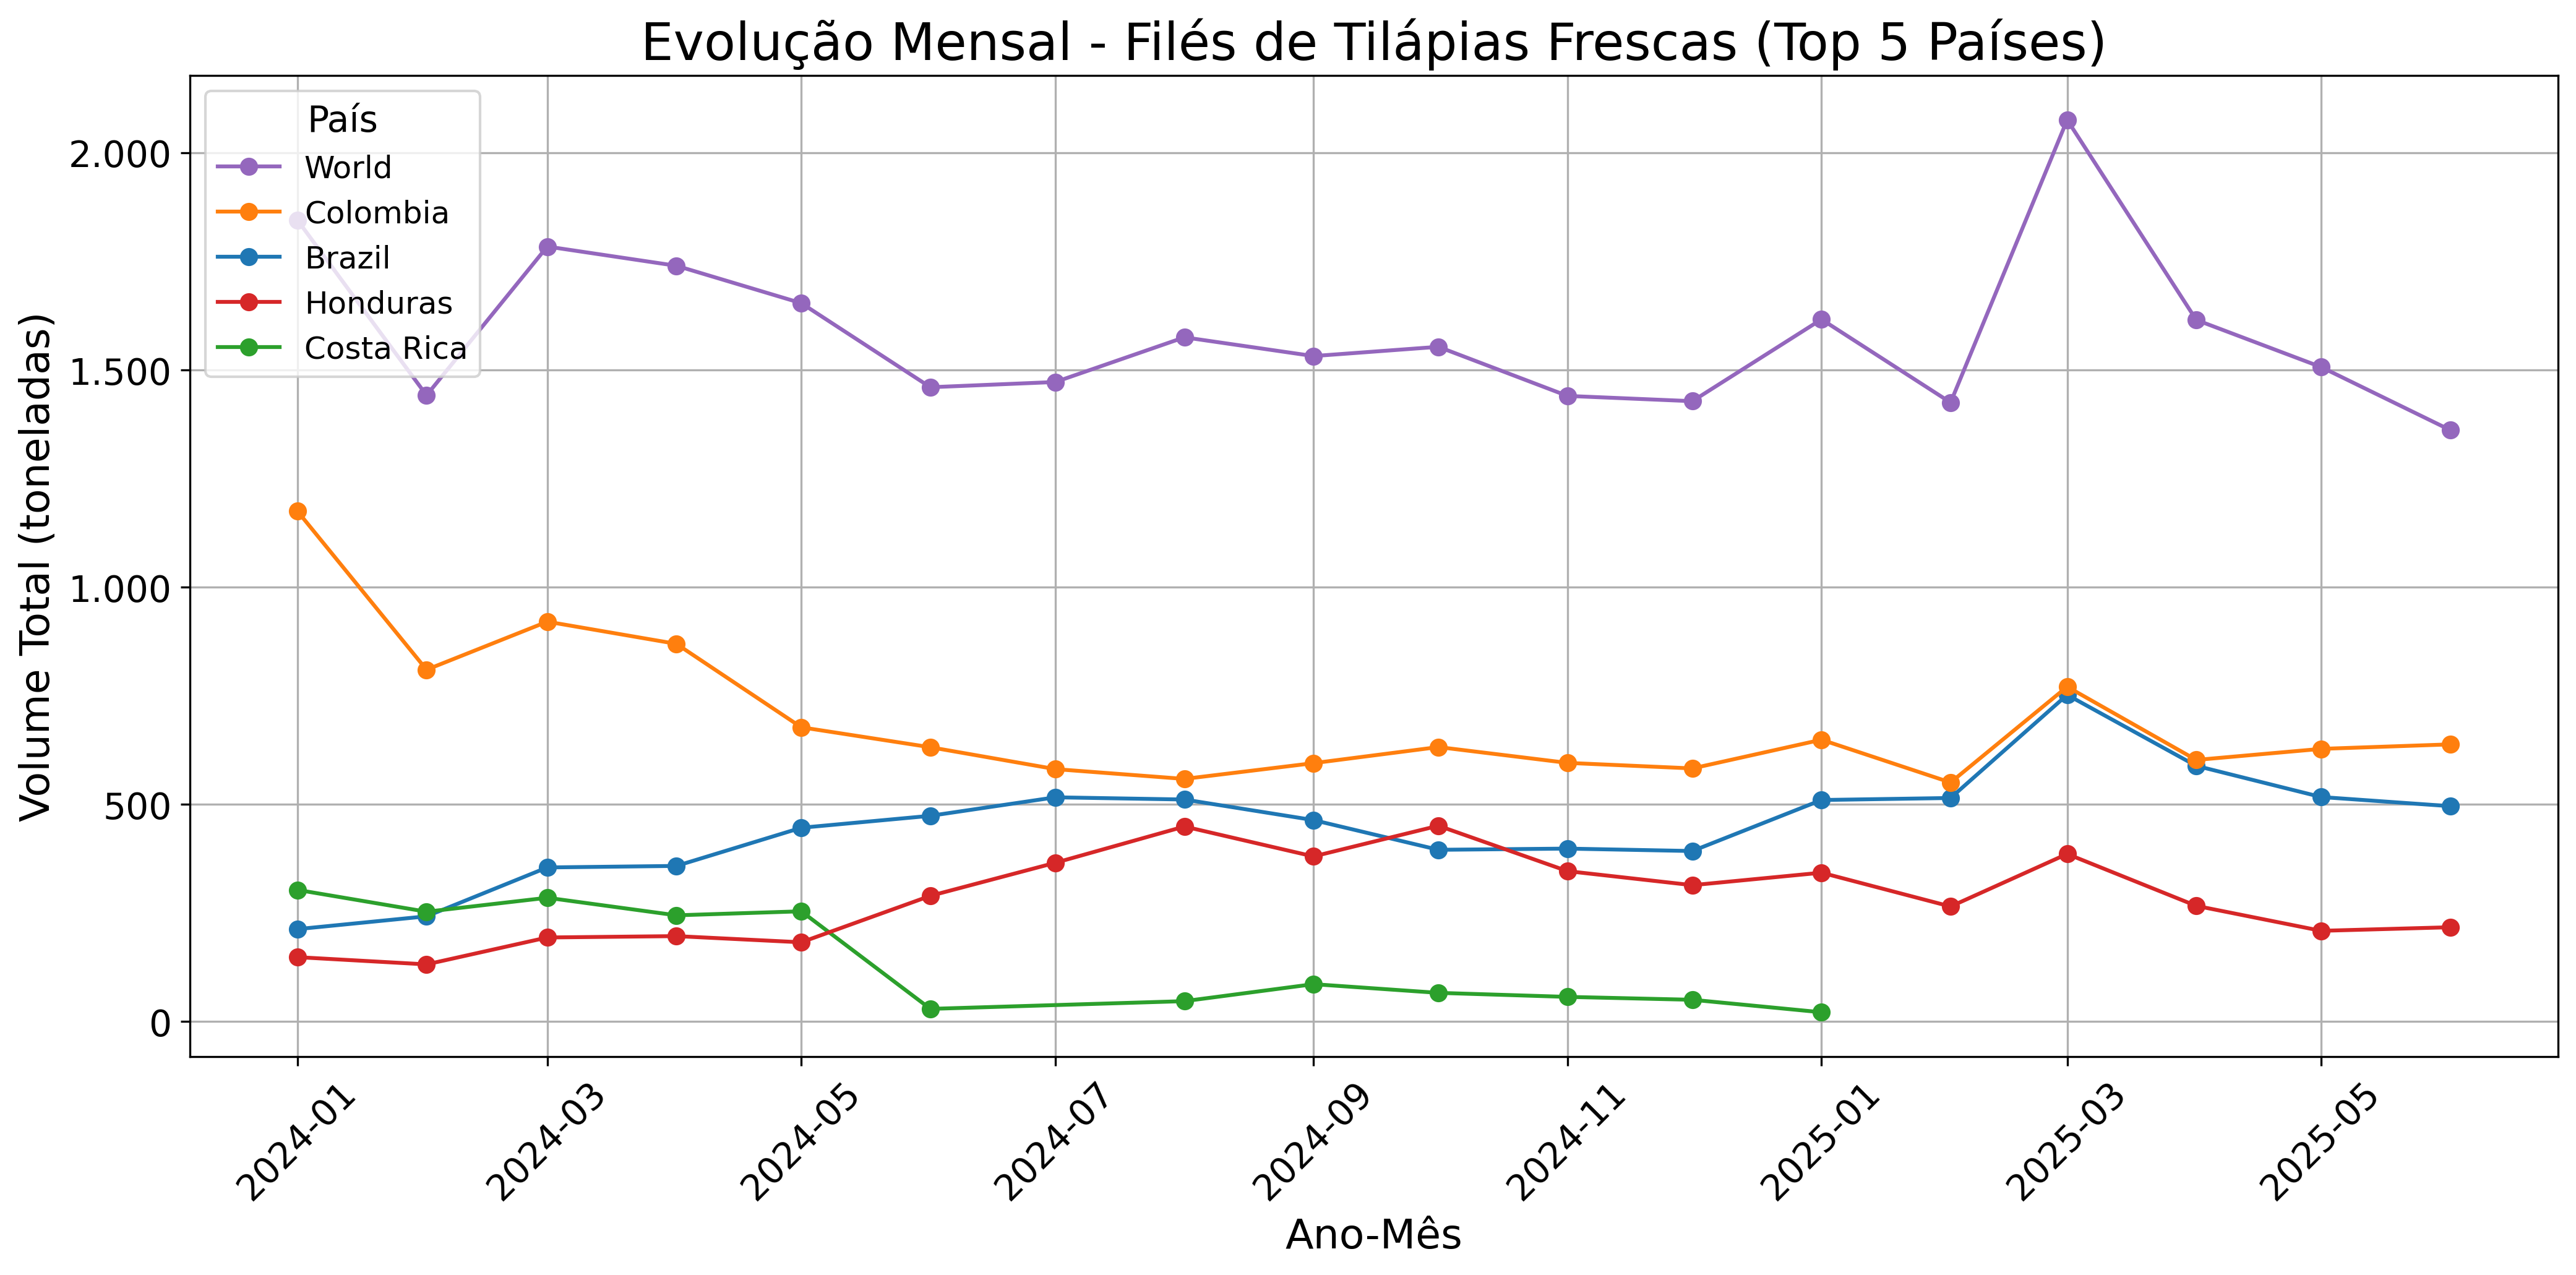 Evolução Mensal - Filés de Tilápias Frescas (Top 5 Países)
País
World
Colombia
Brazil
Honduras
Costa Rica
Volume Total (toneladas)
2.000
1.500
1.000
500
0
2024-01
2024-03
2024-05
2024-07
2024-09
2024-11
2025-01
2025-03
2025-05
Ano-Mês